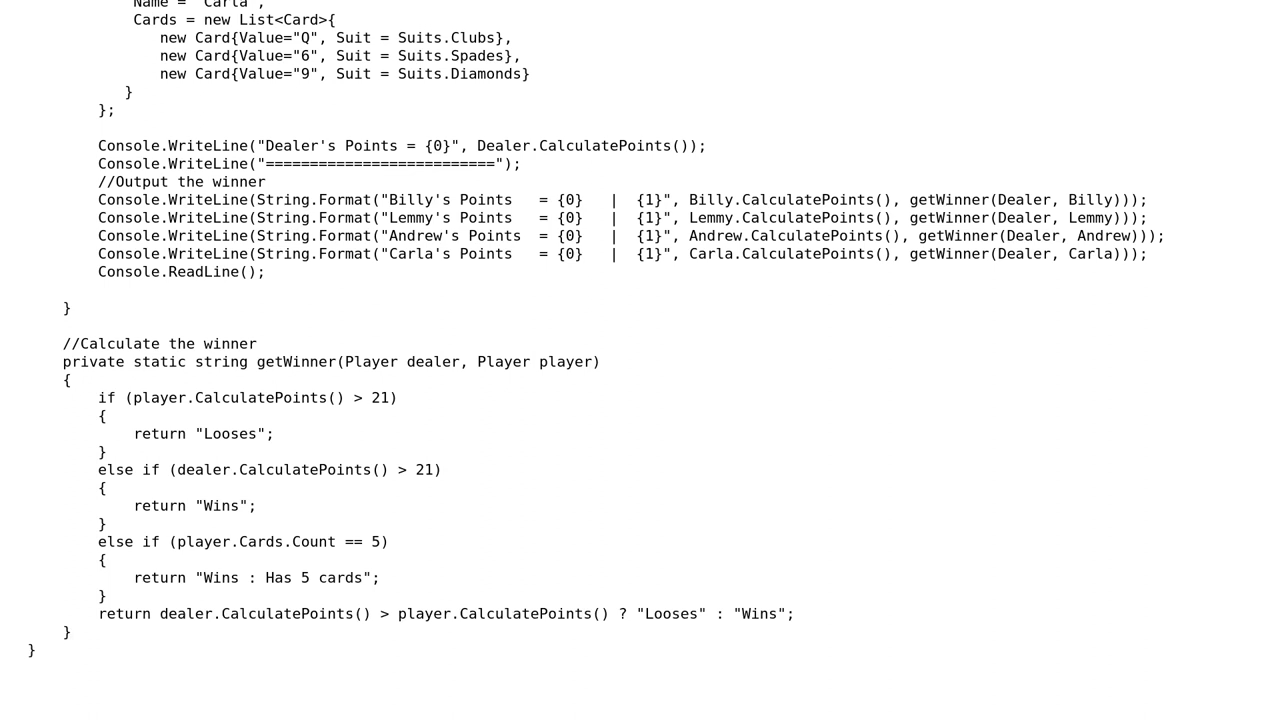 Name = "Carla",
Cards = new List<Card>{
new Card{Value="Q", Suit = Suits.Clubs},
new Card{Value="6", Suit = Suits.Spades},
new Card{Value="9", Suit = Suits.Diamonds}
}
};
Console.WriteLine("Dealer's Points = {0}", Dealer.CalculatePoints());
Console.WriteLine("==========================");
//Output the winner
Console.WriteLine(String.Format("Billy's Points   = {0}   |  {1}", Billy.CalculatePoints(), getWinner(Dealer, Billy)));
Console.WriteLine(String.Format("Lemmy's Points   = {0}   |  {1}", Lemmy.CalculatePoints(), getWinner(Dealer, Lemmy)));
Console.WriteLine(String.Format("Andrew's Points  = {0}   |  {1}", Andrew.CalculatePoints(), getWinner(Dealer, Andrew)));
Console.WriteLine(String.Format("Carla's Points   = {0}   |  {1}", Carla.CalculatePoints(), getWinner(Dealer, Carla)));
Console.ReadLine();
}
//Calculate the winner
private static string getWinner(Player dealer, Player player)
{
if (player.CalculatePoints() > 21)
{
return "Looses";
}
else if (dealer.CalculatePoints() > 21)
{
return "Wins";
}
else if (player.Cards.Count == 5)
{
return "Wins : Has 5 cards";
}
return dealer.CalculatePoints() > player.CalculatePoints() ? "Looses" : "Wins";
}
}